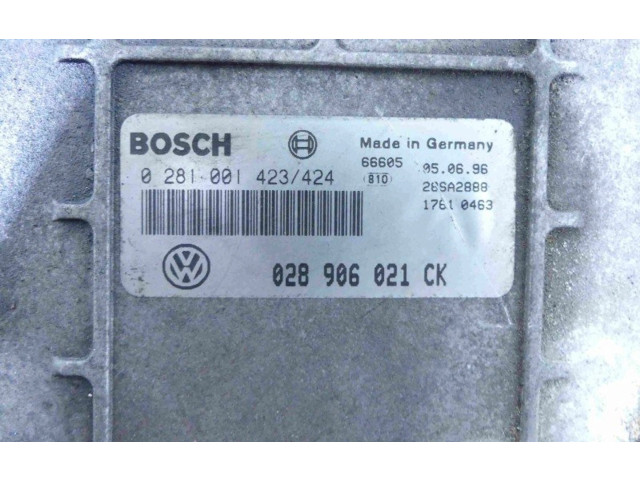 BOSCH
Made in Germany
0 281 001 423/424
66605 05.06.96
810 28SA2888
1761 0463
028 906 021 CK